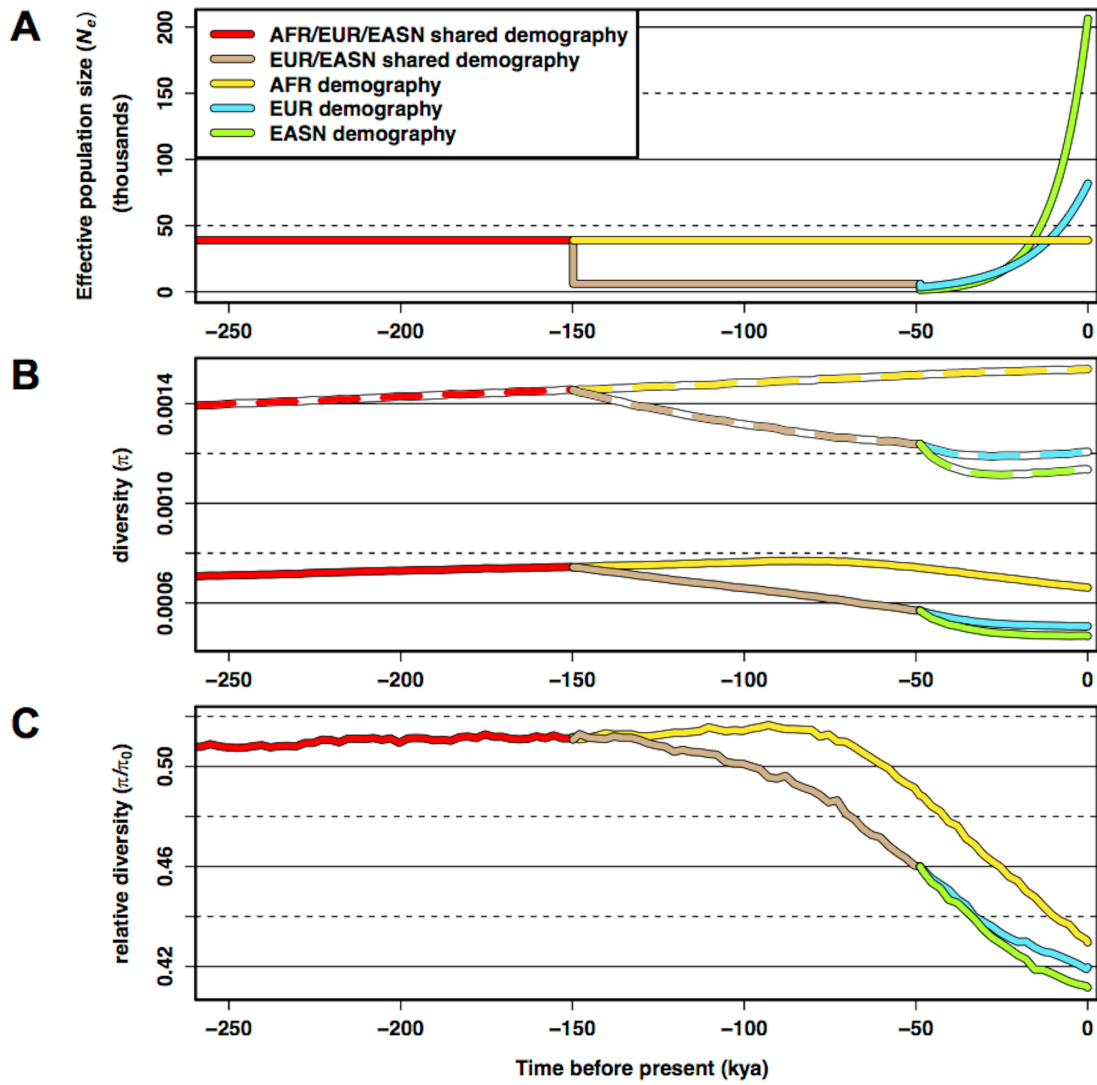 A
Effective population size (Nₑ)
(thousands)
200
150
100
50
0
AFR/EUR/EASN shared demography
EUR/EASN shared demography
AFR demography
EUR demography
EASN demography
−250 −200 −150 −100 −50 0
B
diversity (π)
0.0014
0.0010
0.0006
−250 −200 −150 −100 −50 0
C
relative diversity (π/π₀)
0.50
0.46
0.42
−250 −200 −150 −100 −50 0
Time before present (kya)